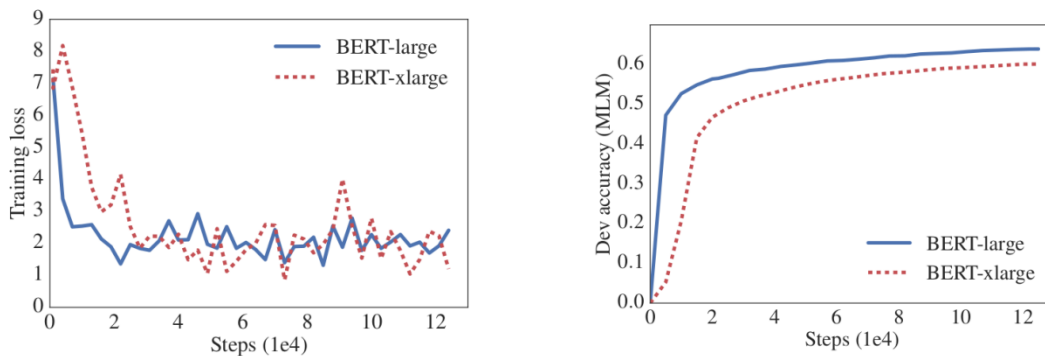 9
8
7
6
5
4
3
2
1
0
Training loss
BERT-large
BERT-xlarge
0 2 4 6 8 10 12
Steps (1e4)
0.6
0.5
0.4
0.3
0.2
0.1
0.0
Dev accuracy (MLM)
BERT-large
BERT-xlarge
0 2 4 6 8 10 12
Steps (1e4)